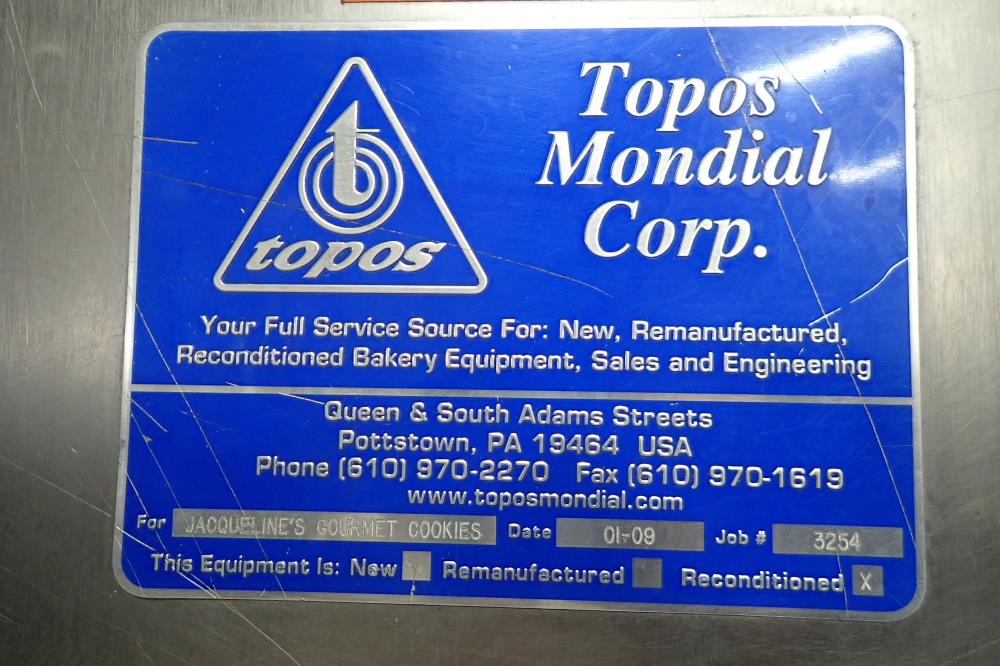 t
topos
Topos
Mondial
Corp.
Your Full Service Source For: New, Remanufactured,
Reconditioned Bakery Equipment, Sales and Engineering
Queen & South Adams Streets
Pottstown, PA 19464 USA
Phone (610) 970-2270 Fax (610) 970-1619
www.toposmondial.com
For JACQUELINE'S GOURMET COOKIES Date 01-09 Job # 3254
This Equipment Is: New Remanufactured Reconditioned X